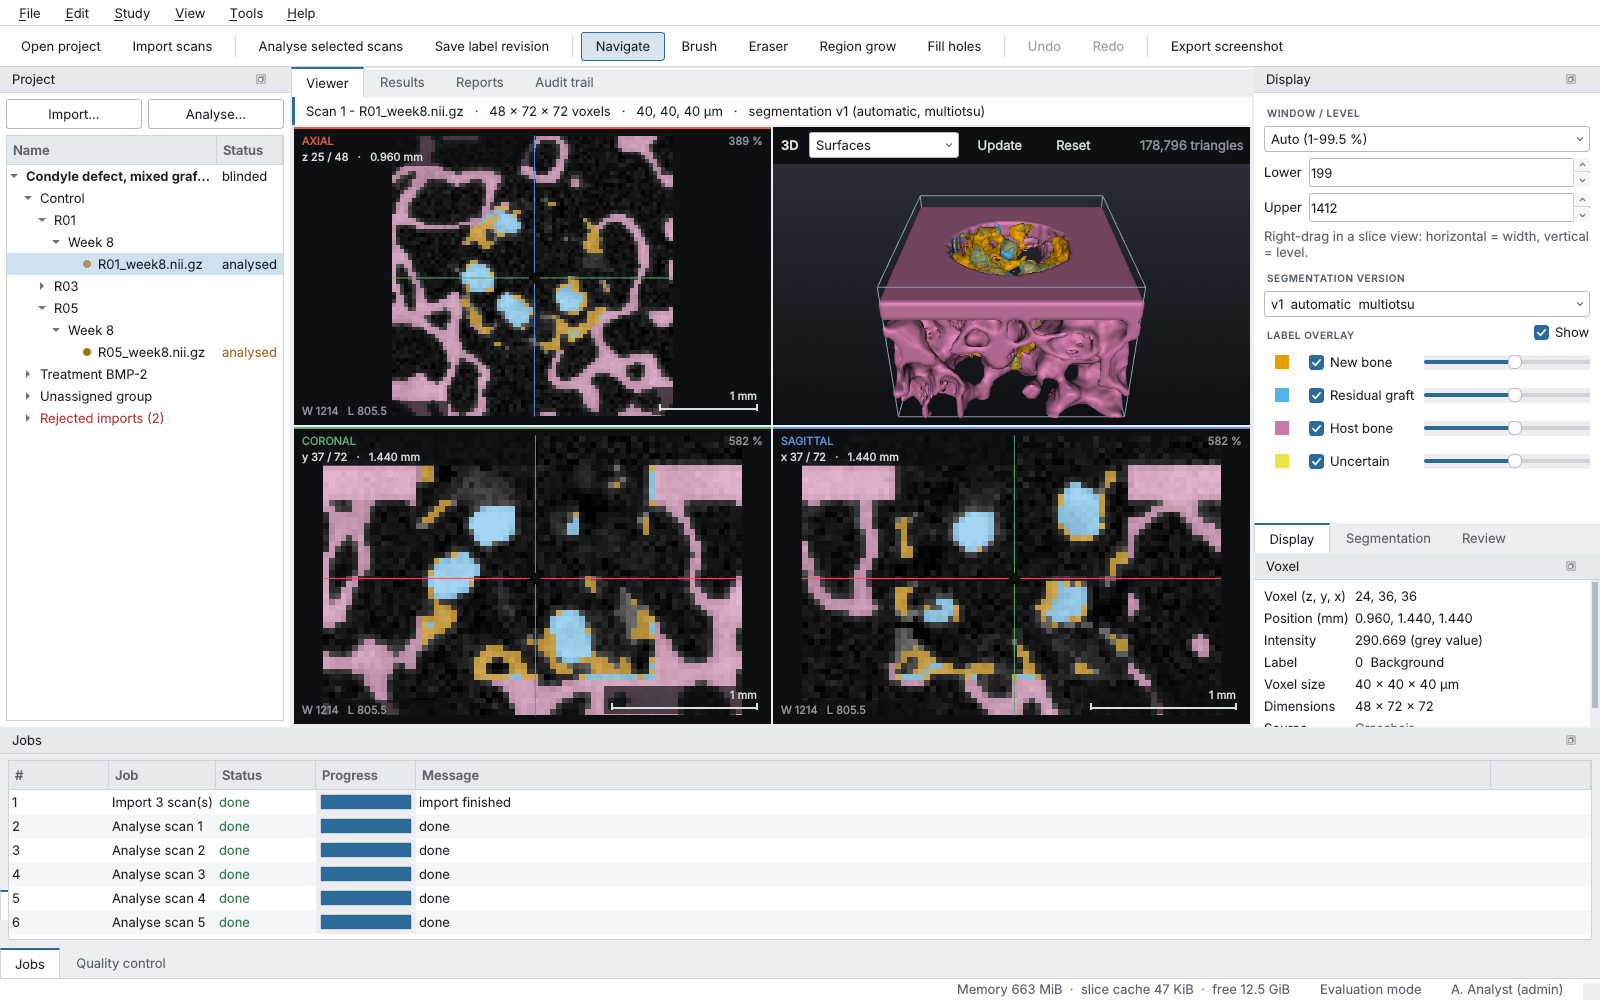 File Edit Study View Tools Help
Open project Import scans Analyse selected scans Save label revision Navigate Brush Eraser Region grow Fill holes Undo Redo Export screenshot
Project
Import... Analyse...
Name Status
Condyle defect, mixed graf... blinded
Control
R01
Week 8
R01_week8.nii.gz analysed
R03
R05
Week 8
R05_week8.nii.gz analysed
Treatment BMP-2
Unassigned group
Rejected imports (2)
Viewer Results Reports Audit trail
Scan 1 - R01_week8.nii.gz · 48 × 72 × 72 voxels · 40, 40, 40 µm · segmentation v1 (automatic, multiotsu)
AXIAL 389 %
z 25 / 48 · 0.960 mm
1 mm
W 1214 L 805.5
3D Surfaces Update Reset 178,796 triangles
CORONAL 582 %
y 37 / 72 · 1.440 mm
1 mm
W 1214 L 805.5
SAGITTAL 582 %
x 37 / 72 · 1.440 mm
1 mm
W 1214 L 805.5
Display
WINDOW / LEVEL
Auto (1-99.5 %)
Lower 199
Upper 1412
Right-drag in a slice view: horizontal = width, vertical
= level.
SEGMENTATION VERSION
v1 automatic multiotsu
LABEL OVERLAY Show
New bone
Residual graft
Host bone
Uncertain
Display Segmentation Review
Voxel
Voxel (z, y, x) 24, 36, 36
Position (mm) 0.960, 1.440, 1.440
Intensity 290.669 (grey value)
Label 0 Background
Voxel size 40 × 40 × 40 µm
Dimensions 48 × 72 × 72
Jobs
# Job Status Progress Message
1 Import 3 scan(s) done import finished
2 Analyse scan 1 done done
3 Analyse scan 2 done done
4 Analyse scan 3 done done
5 Analyse scan 4 done done
6 Analyse scan 5 done done
Jobs Quality control
Memory 663 MiB · slice cache 47 KiB · free 12.5 GiB Evaluation mode A. Analyst (admin)